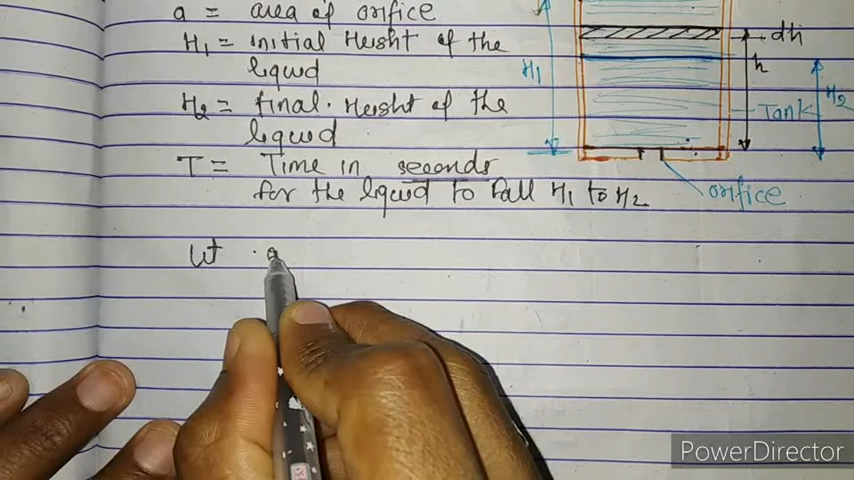 a = area of orifice
H1 = initial Height of the
liquid
H2 = final. Height of the
liquid
T = Time in seconds
for the liquid to fall H1 to H2
Let a
dh
h
H1
H2
Tank
orifice
PowerDirector